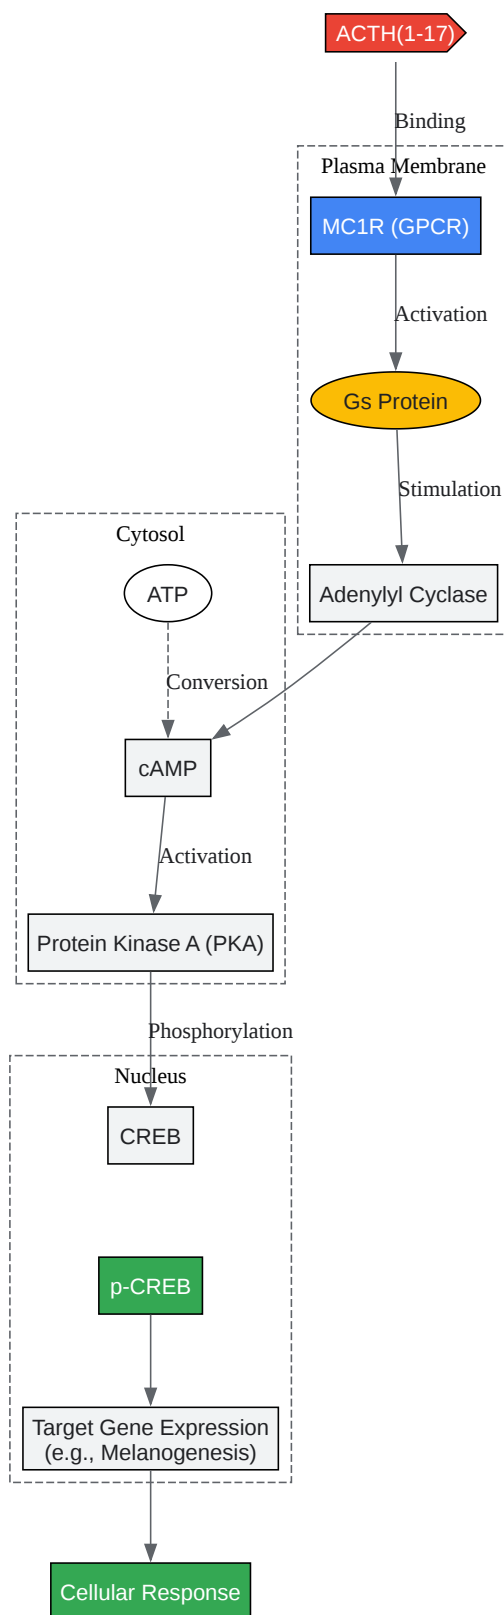 ACTH(1-17)
Binding
Plasma Membrane
MC1R (GPCR)
Activation
Gs Protein
Stimulation
Cytosol
ATP
Adenylyl Cyclase
Conversion
cAMP
Activation
Protein Kinase A (PKA)
Phosphorylation
Nucleus
CREB
p-CREB
Target Gene Expression
(e.g., Melanogenesis)
Cellular Response